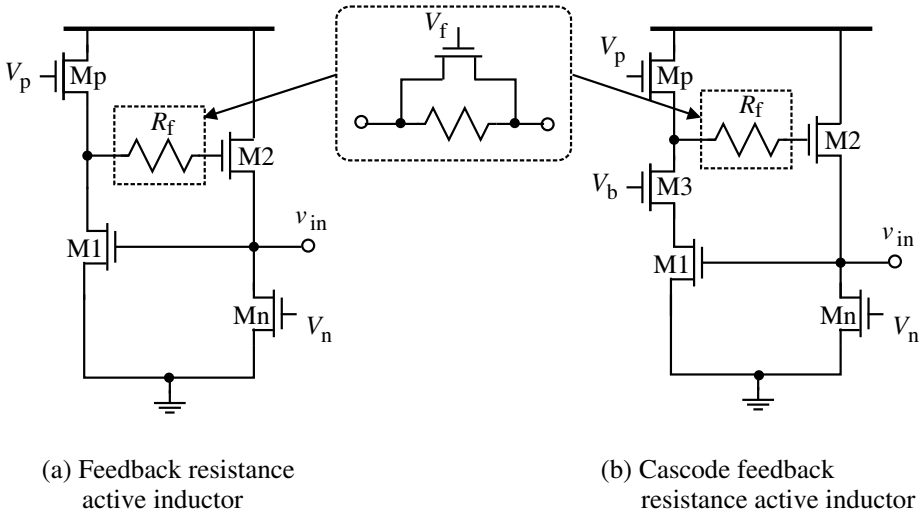 V_f
V_p
Mp
R_f
M2
M1
v_in
Mn
V_n
V_p
Mp
R_f
M2
V_b
M3
M1
v_in
Mn
V_n
(a) Feedback resistance
active inductor
(b) Cascode feedback
resistance active inductor